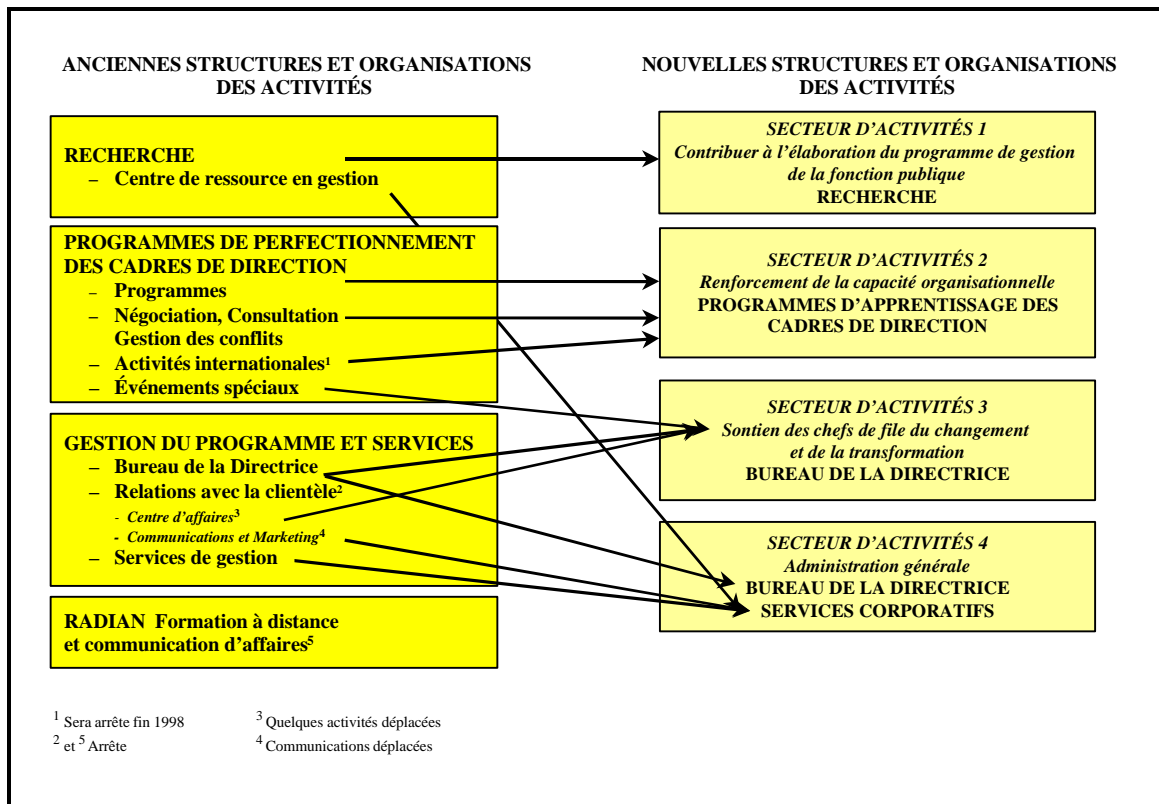 ANCIENNES STRUCTURES ET ORGANISATIONS
DES ACTIVITÉS
RECHERCHE
– Centre de ressource en gestion
PROGRAMMES DE PERFECTIONNEMENT
DES CADRES DE DIRECTION
– Programmes
– Négociation, Consultation
Gestion des conflits
– Activités internationales¹
– Événements spéciaux
GESTION DU PROGRAMME ET SERVICES
– Bureau de la Directrice
– Relations avec la clientèle²
- Centre d'affaires³
- Communications et Marketing⁴
– Services de gestion
RADIAN Formation à distance
et communication d'affaires⁵
NOUVELLES STRUCTURES ET ORGANISATIONS
DES ACTIVITÉS
SECTEUR D'ACTIVITÉS 1
Contribuer à l'élaboration du programme de gestion
de la fonction publique
RECHERCHE
SECTEUR D'ACTIVITÉS 2
Renforcement de la capacité organisationnelle
PROGRAMMES D'APPRENTISSAGE DES
CADRES DE DIRECTION
SECTEUR D'ACTIVITÉS 3
Sontien des chefs de file du changement
et de la transformation
BUREAU DE LA DIRECTRICE
SECTEUR D'ACTIVITÉS 4
Administration générale
BUREAU DE LA DIRECTRICE
SERVICES CORPORATIFS
¹ Sera arrête fin 1998
² et ⁵ Arrête
³ Quelques activités déplacées
⁴ Communications déplacées